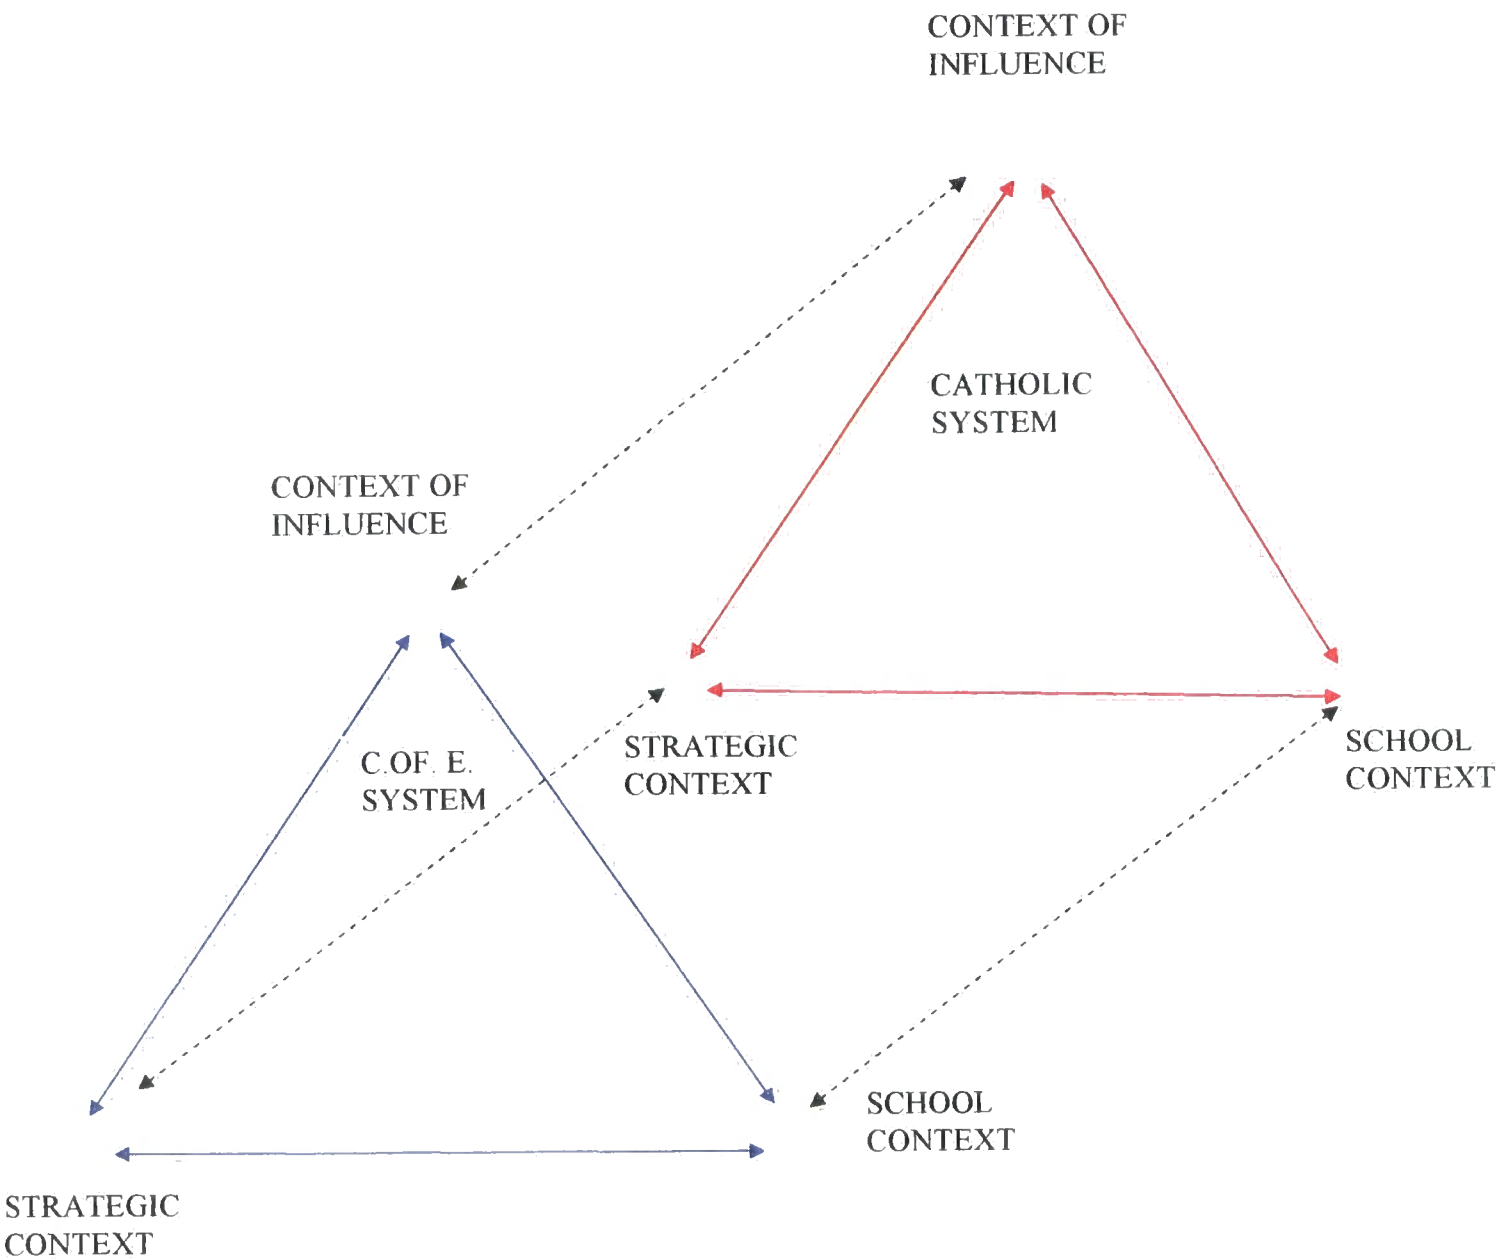 CONTEXT OF
INFLUENCE
CATHOLIC
SYSTEM
CONTEXT OF
INFLUENCE
STRATEGIC
CONTEXT
SCHOOL
CONTEXT
C.OF. E.
SYSTEM
SCHOOL
CONTEXT
STRATEGIC
CONTEXT